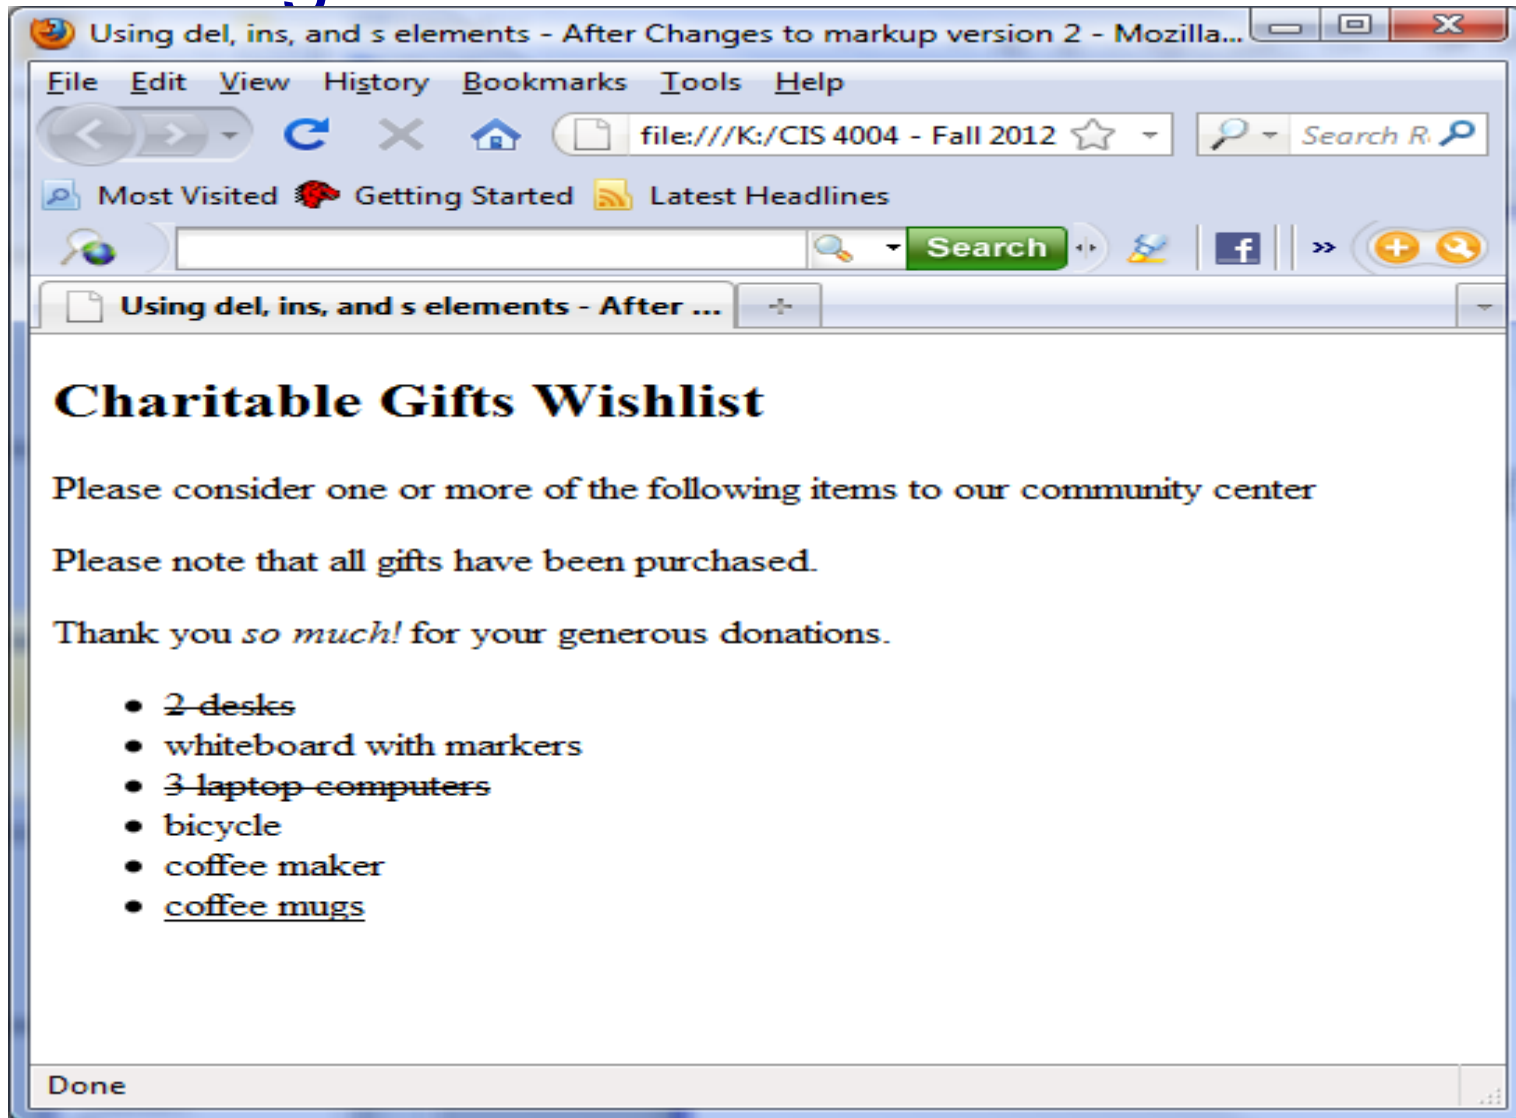 Using del, ins, and s elements - After Changes to markup version 2 - Mozilla...
File Edit View History Bookmarks Tools Help
file:///K:/CIS 4004 - Fall 2012 Search R
Most Visited Getting Started Latest Headlines
Search f »
Using del, ins, and s elements - After ...
Charitable Gifts Wishlist
Please consider one or more of the following items to our community center
Please note that all gifts have been purchased.
Thank you so much! for your generous donations.
• 2 desks
• whiteboard with markers
• 3 laptop computers
• bicycle
• coffee maker
• coffee mugs
Done